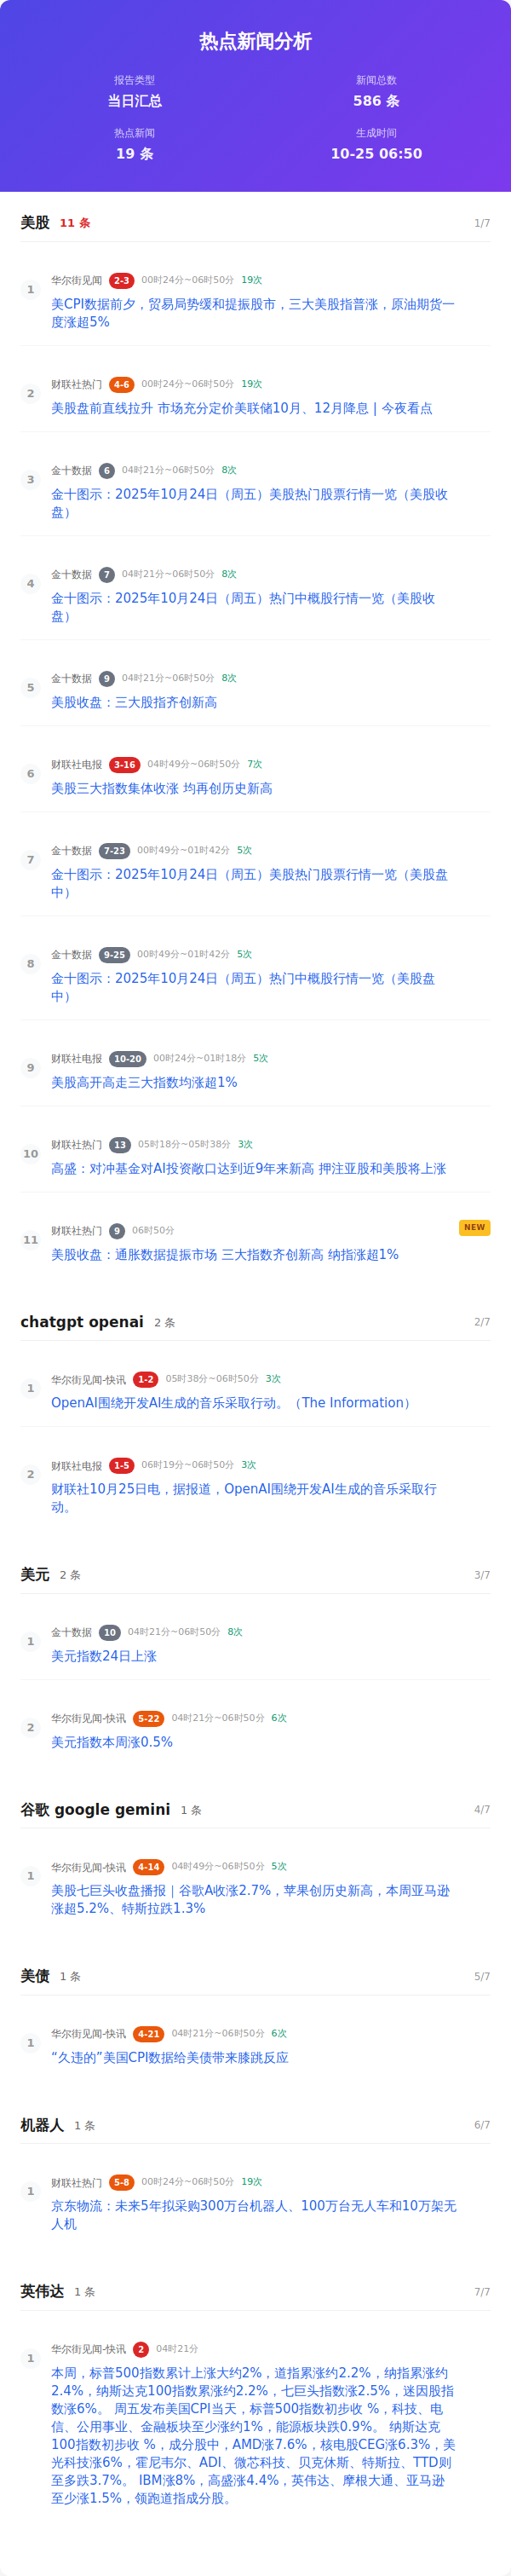 热点新闻分析
报告类型
新闻总数
当日汇总
586 条
热点新闻
生成时间
19 条
10-25 06:50
美股 11 条 1/7
1 华尔街见闻 2-3 00时24分~06时50分 19次
美CPI数据前夕，贸易局势缓和提振股市，三大美股指普涨，原油期货一
度涨超5%
2 财联社热门 4-6 00时24分~06时50分 19次
美股盘前直线拉升 市场充分定价美联储10月、12月降息 | 今夜看点
3 金十数据 6 04时21分~06时50分 8次
金十图示：2025年10月24日（周五）美股热门股票行情一览（美股收
盘）
4 金十数据 7 04时21分~06时50分 8次
金十图示：2025年10月24日（周五）热门中概股行情一览（美股收
盘）
5 金十数据 9 04时21分~06时50分 8次
美股收盘：三大股指齐创新高
6 财联社电报 3-16 04时49分~06时50分 7次
美股三大指数集体收涨 均再创历史新高
7 金十数据 7-23 00时49分~01时42分 5次
金十图示：2025年10月24日（周五）美股热门股票行情一览（美股盘
中）
8 金十数据 9-25 00时49分~01时42分 5次
金十图示：2025年10月24日（周五）热门中概股行情一览（美股盘
中）
9 财联社电报 10-20 00时24分~01时18分 5次
美股高开高走三大指数均涨超1%
10 财联社热门 13 05时18分~05时38分 3次
高盛：对冲基金对AI投资敞口达到近9年来新高 押注亚股和美股将上涨
11 财联社热门 9 06时50分 NEW
美股收盘：通胀数据提振市场 三大指数齐创新高 纳指涨超1%
chatgpt openai 2 条 2/7
1 华尔街见闻-快讯 1-2 05时38分~06时50分 3次
OpenAI围绕开发AI生成的音乐采取行动。（The Information）
2 财联社电报 1-5 06时19分~06时50分 3次
财联社10月25日电，据报道，OpenAI围绕开发AI生成的音乐采取行
动。
美元 2 条 3/7
1 金十数据 10 04时21分~06时50分 8次
美元指数24日上涨
2 华尔街见闻-快讯 5-22 04时21分~06时50分 6次
美元指数本周涨0.5%
谷歌 google gemini 1 条 4/7
1 华尔街见闻-快讯 4-14 04时49分~06时50分 5次
美股七巨头收盘播报｜谷歌A收涨2.7%，苹果创历史新高，本周亚马逊
涨超5.2%、特斯拉跌1.3%
美债 1 条 5/7
1 华尔街见闻-快讯 4-21 04时21分~06时50分 6次
“久违的”美国CPI数据给美债带来膝跳反应
机器人 1 条 6/7
1 财联社热门 5-8 00时24分~06时50分 19次
京东物流：未来5年拟采购300万台机器人、100万台无人车和10万架无
人机
英伟达 1 条 7/7
1 华尔街见闻-快讯 2 04时21分
本周，标普500指数累计上涨大约2%，道指累涨约2.2%，纳指累涨约
2.4%，纳斯达克100指数累涨约2.2%，七巨头指数涨2.5%，迷因股指
数涨6%。 周五发布美国CPI当天，标普500指数初步收 %，科技、电
信、公用事业、金融板块至少涨约1%，能源板块跌0.9%。 纳斯达克
100指数初步收 %，成分股中，AMD涨7.6%，核电股CEG涨6.3%，美
光科技涨6%，霍尼韦尔、ADI、微芯科技、贝克休斯、特斯拉、TTD则
至多跌3.7%。 IBM涨8%，高盛涨4.4%，英伟达、摩根大通、亚马逊
至少涨1.5%，领跑道指成分股。